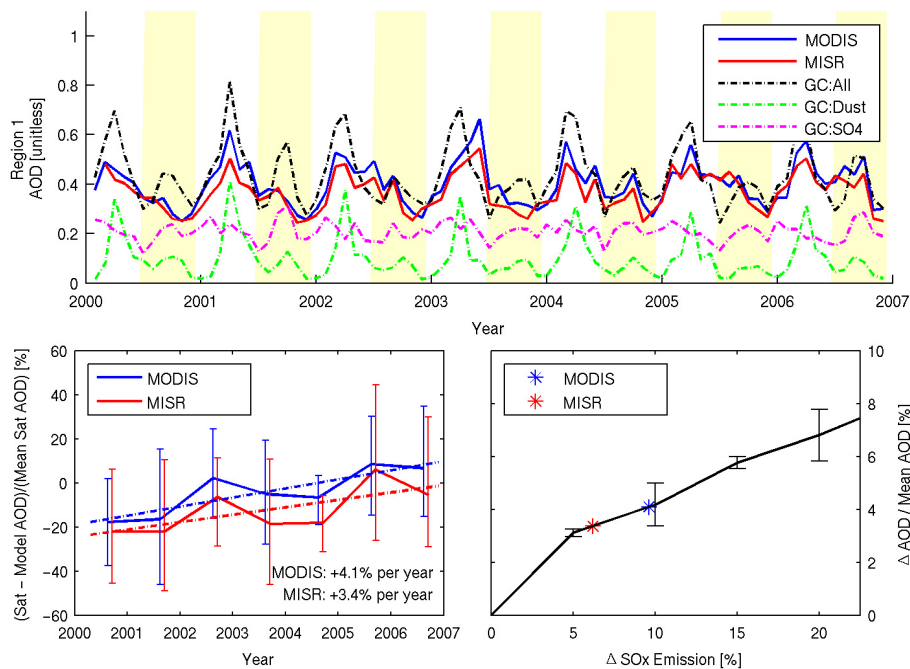 Region 1
AOD [unitless]
1
0.8
0.6
0.4
0.2
0
MODIS
MISR
GC:All
GC:Dust
GC:SO4
2000 2001 2002 2003 2004 2005 2006 2007
Year
(Sat − Model AOD)/(Mean Sat AOD) [%]
60
40
20
0
−20
−40
−60
MODIS
MISR
MODIS: +4.1% per year
MISR: +3.4% per year
2000 2001 2002 2003 2004 2005 2006 2007
Year
MODIS
MISR
10
8
6
4
2
0
Δ AOD / Mean AOD [%]
0 5 10 15 20
Δ SOx Emission [%]